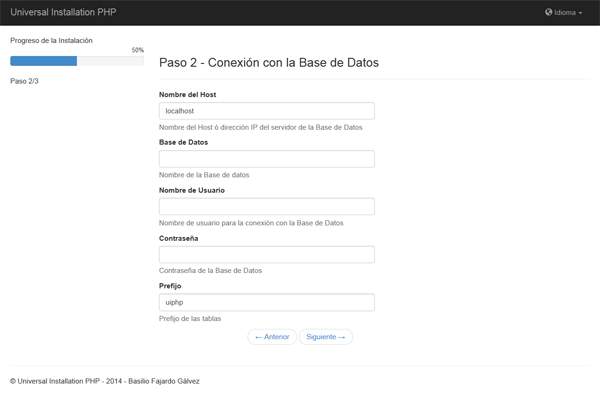 Universal Installation PHP
Idioma
Progreso de la Instalación
50%
Paso 2/3
Paso 2 - Conexión con la Base de Datos
Nombre del Host
localhost
Nombre del Host ó dirección IP del servidor de la Base de Datos
Base de Datos
Nombre de la Base de datos
Nombre de Usuario
Nombre de usuario para la conexión con la Base de Datos
Contraseña
Contraseña de la Base de Datos
Prefijo
uiphp
Prefijo de las tablas
← Anterior
Siguiente →
© Universal Installation PHP - 2014 - Basilio Fajardo Gálvez